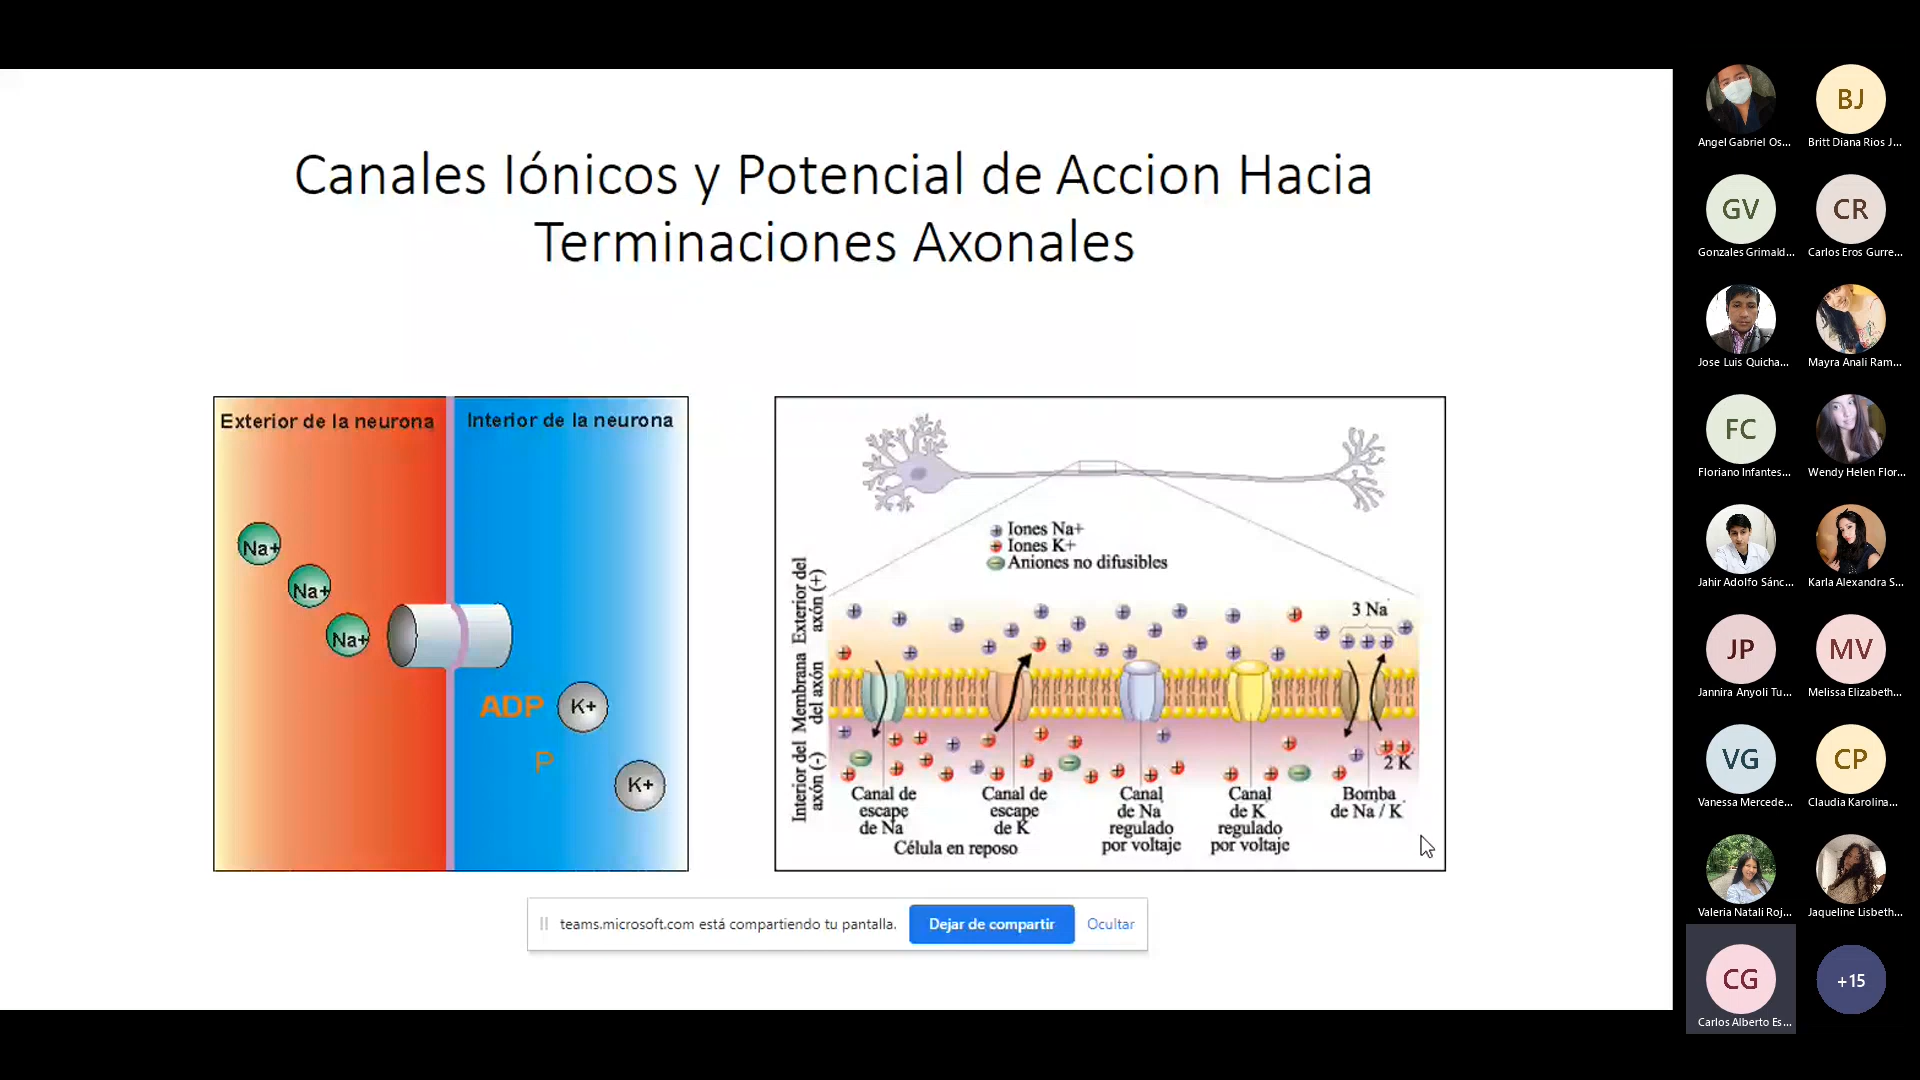 Canales Iónicos y Potencial de Accion Hacia
Terminaciones Axonales
Exterior de la neurona
Interior de la neurona
Na+
Na+
Na+
ADP
K+
P
K+
Iones Na+
Iones K+
Aniones no difusibles
Exterior del
axón (+)
Membrana
del axón
Interior del
axón (-)
3 Na
2 K
Canal de
escape
de Na
Canal de
escape
de K
Célula en reposo
Canal
de Na
regulado
por voltaje
Canal
de K
regulado
por voltaje
Bomba
de Na / K
teams.microsoft.com está compartiendo tu pantalla.
Dejar de compartir
Ocultar
Angel Gabriel Os...
BJ
Britt Diana Rios J...
GV
Gonzales Grimald...
CR
Carlos Eros Gurre...
Jose Luis Quicha...
Mayra Anali Ram...
FC
Floriano Infantes...
Wendy Helen Flor...
Jahir Adolfo Sánc...
Karla Alexandra S...
JP
Jannira Anyoli Tu...
MV
Melissa Elizabeth...
VG
Vanessa Mercede...
CP
Claudia Karolina...
Valeria Natali Roj...
Jaqueline Lisbeth...
CG
Carlos Alberto Es...
+15